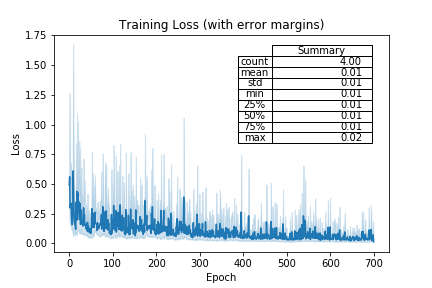 Training Loss (with error margins)
Loss
1.75
1.50
1.25
1.00
0.75
0.50
0.25
0.00
Summary
count 4.00
mean 0.01
std 0.01
min 0.01
25% 0.01
50% 0.01
75% 0.01
max 0.02
0 100 200 300 400 500 600 700
Epoch